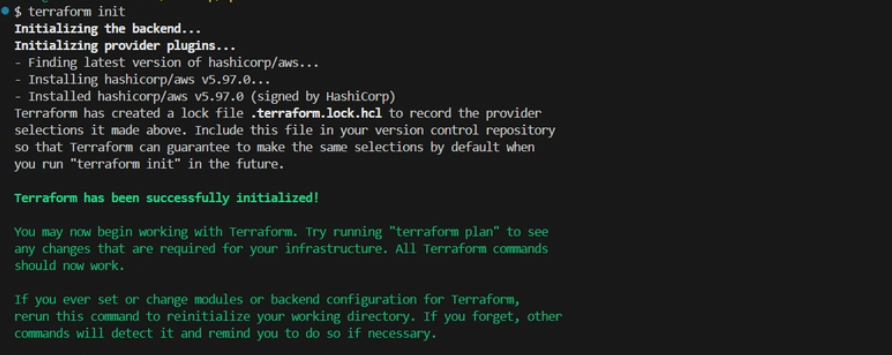 $ terraform init
Initializing the backend...
Initializing provider plugins...
- Finding latest version of hashicorp/aws...
- Installing hashicorp/aws v5.97.0...
- Installed hashicorp/aws v5.97.0 (signed by HashiCorp)
Terraform has created a lock file .terraform.lock.hcl to record the provider
selections it made above. Include this file in your version control repository
so that Terraform can guarantee to make the same selections by default when
you run "terraform init" in the future.
Terraform has been successfully initialized!
You may now begin working with Terraform. Try running "terraform plan" to see
any changes that are required for your infrastructure. All Terraform commands
should now work.
If you ever set or change modules or backend configuration for Terraform,
rerun this command to reinitialize your working directory. If you forget, other
commands will detect it and remind you to do so if necessary.